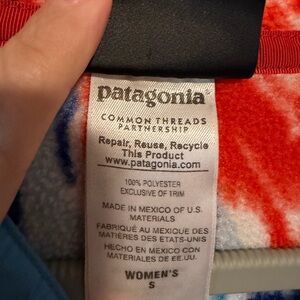 patagonia®
COMMON THREADS
PARTNERSHIP
Repair, Reuse, Recycle
This Product
www.patagonia.com
100% POLYESTER
EXCLUSIVE OF TRIM
MADE IN MEXICO OF U.S.
MATERIALS
FABRIQUÉ AU MEXIQUE DES
MATIÈRES DES ETATS-UNIS
HECHO EN MEXICO CON
MATERIALES DE EE.UU.
WOMEN'S
S